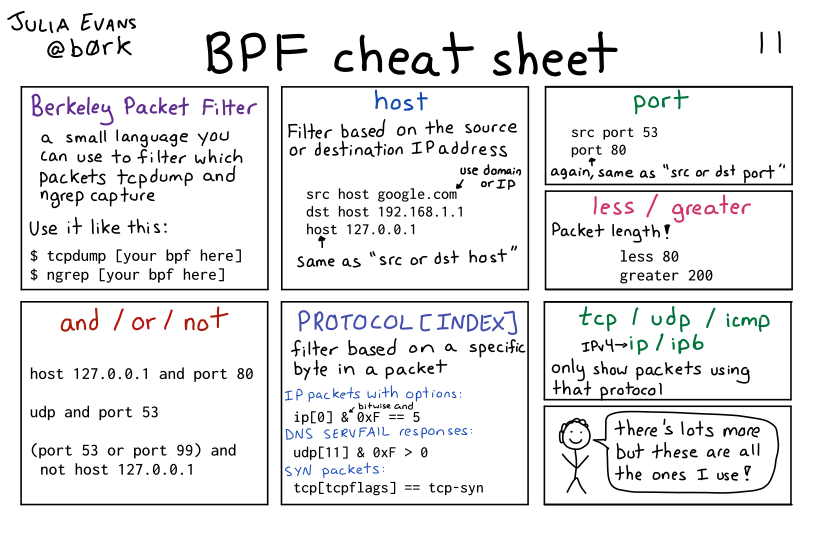 JULIA EVANS
@bØrk
BPF cheat sheet
11
Berkeley Packet Filter
a small language you
can use to filter which
packets tcpdump and
ngrep capture
Use it like this:
$ tcpdump [your bpf here]
$ ngrep [your bpf here]
host
Filter based on the source
or destination IP address
use domain
or IP
src host google.com
dst host 192.168.1.1
host 127.0.0.1
same as "src or dst host"
port
src port 53
port 80
again, same as "src or dst port"
less / greater
Packet length!
less 80
greater 200
and / or / not
host 127.0.0.1 and port 80
udp and port 53
(port 53 or port 99) and
not host 127.0.0.1
PROTOCOL [INDEX]
filter based on a specific
byte in a packet
IP packets with options:
bitwise and
ip[0] & 0xF == 5
DNS SERVFAIL responses:
udp[11] & 0xF > 0
SYN packets:
tcp[tcpflags] == tcp-syn
tcp / udp / icmp
IPv4→ip / ip6
only show packets using
that protocol
there's lots more
but these are all
the ones I use!